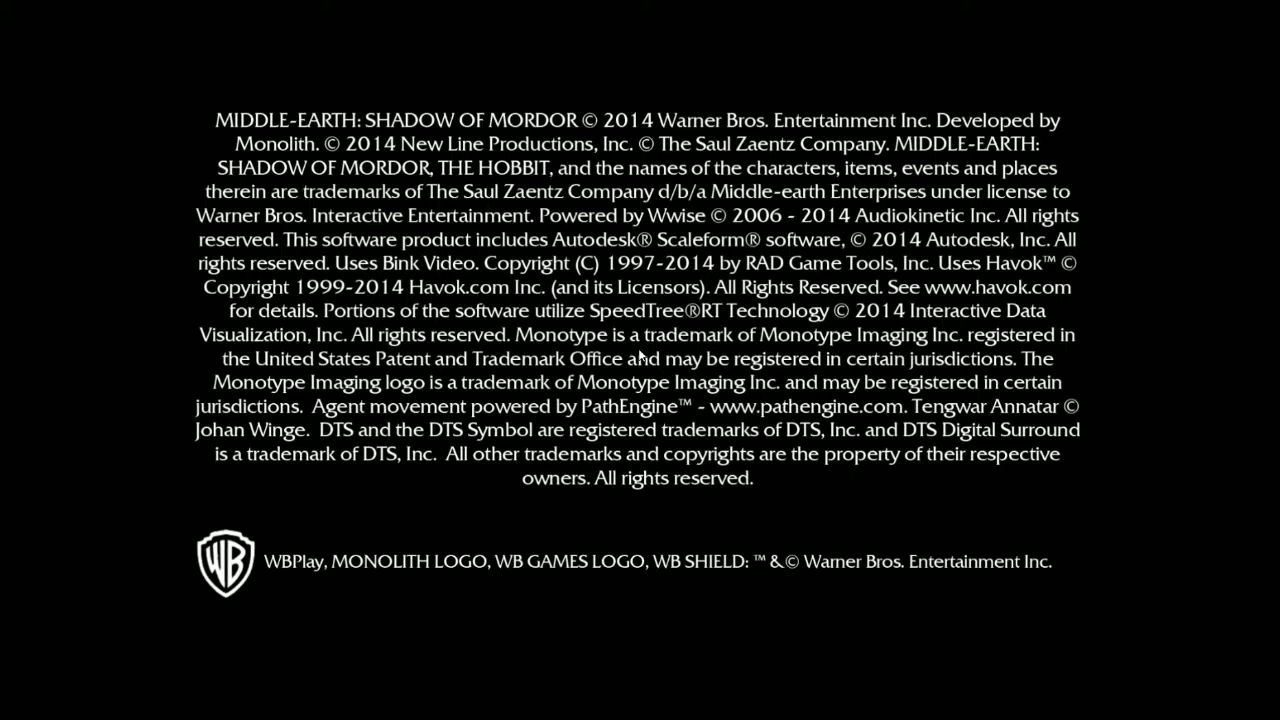 MIDDLE-EARTH: SHADOW OF MORDOR © 2014 Warner Bros. Entertainment Inc. Developed by
Monolith. © 2014 New Line Productions, Inc. © The Saul Zaentz Company. MIDDLE-EARTH:
SHADOW OF MORDOR, THE HOBBIT, and the names of the characters, items, events and places
therein are trademarks of The Saul Zaentz Company d/b/a Middle-earth Enterprises under license to
Warner Bros. Interactive Entertainment. Powered by Wwise © 2006 - 2014 Audiokinetic Inc. All rights
reserved. This software product includes Autodesk® Scaleform® software, © 2014 Autodesk, Inc. All
rights reserved. Uses Bink Video. Copyright (C) 1997-2014 by RAD Game Tools, Inc. Uses Havok™ ©
Copyright 1999-2014 Havok.com Inc. (and its Licensors). All Rights Reserved. See www.havok.com
for details. Portions of the software utilize SpeedTree®RT Technology © 2014 Interactive Data
Visualization, Inc. All rights reserved. Monotype is a trademark of Monotype Imaging Inc. registered in
the United States Patent and Trademark Office and may be registered in certain jurisdictions. The
Monotype Imaging logo is a trademark of Monotype Imaging Inc. and may be registered in certain
jurisdictions.  Agent movement powered by PathEngine™ - www.pathengine.com. Tengwar Annatar ©
Johan Winge.  DTS and the DTS Symbol are registered trademarks of DTS, Inc. and DTS Digital Surround
is a trademark of DTS, Inc.  All other trademarks and copyrights are the property of their respective
owners. All rights reserved.
WB WBPlay, MONOLITH LOGO, WB GAMES LOGO, WB SHIELD: ™ & © Warner Bros. Entertainment Inc.